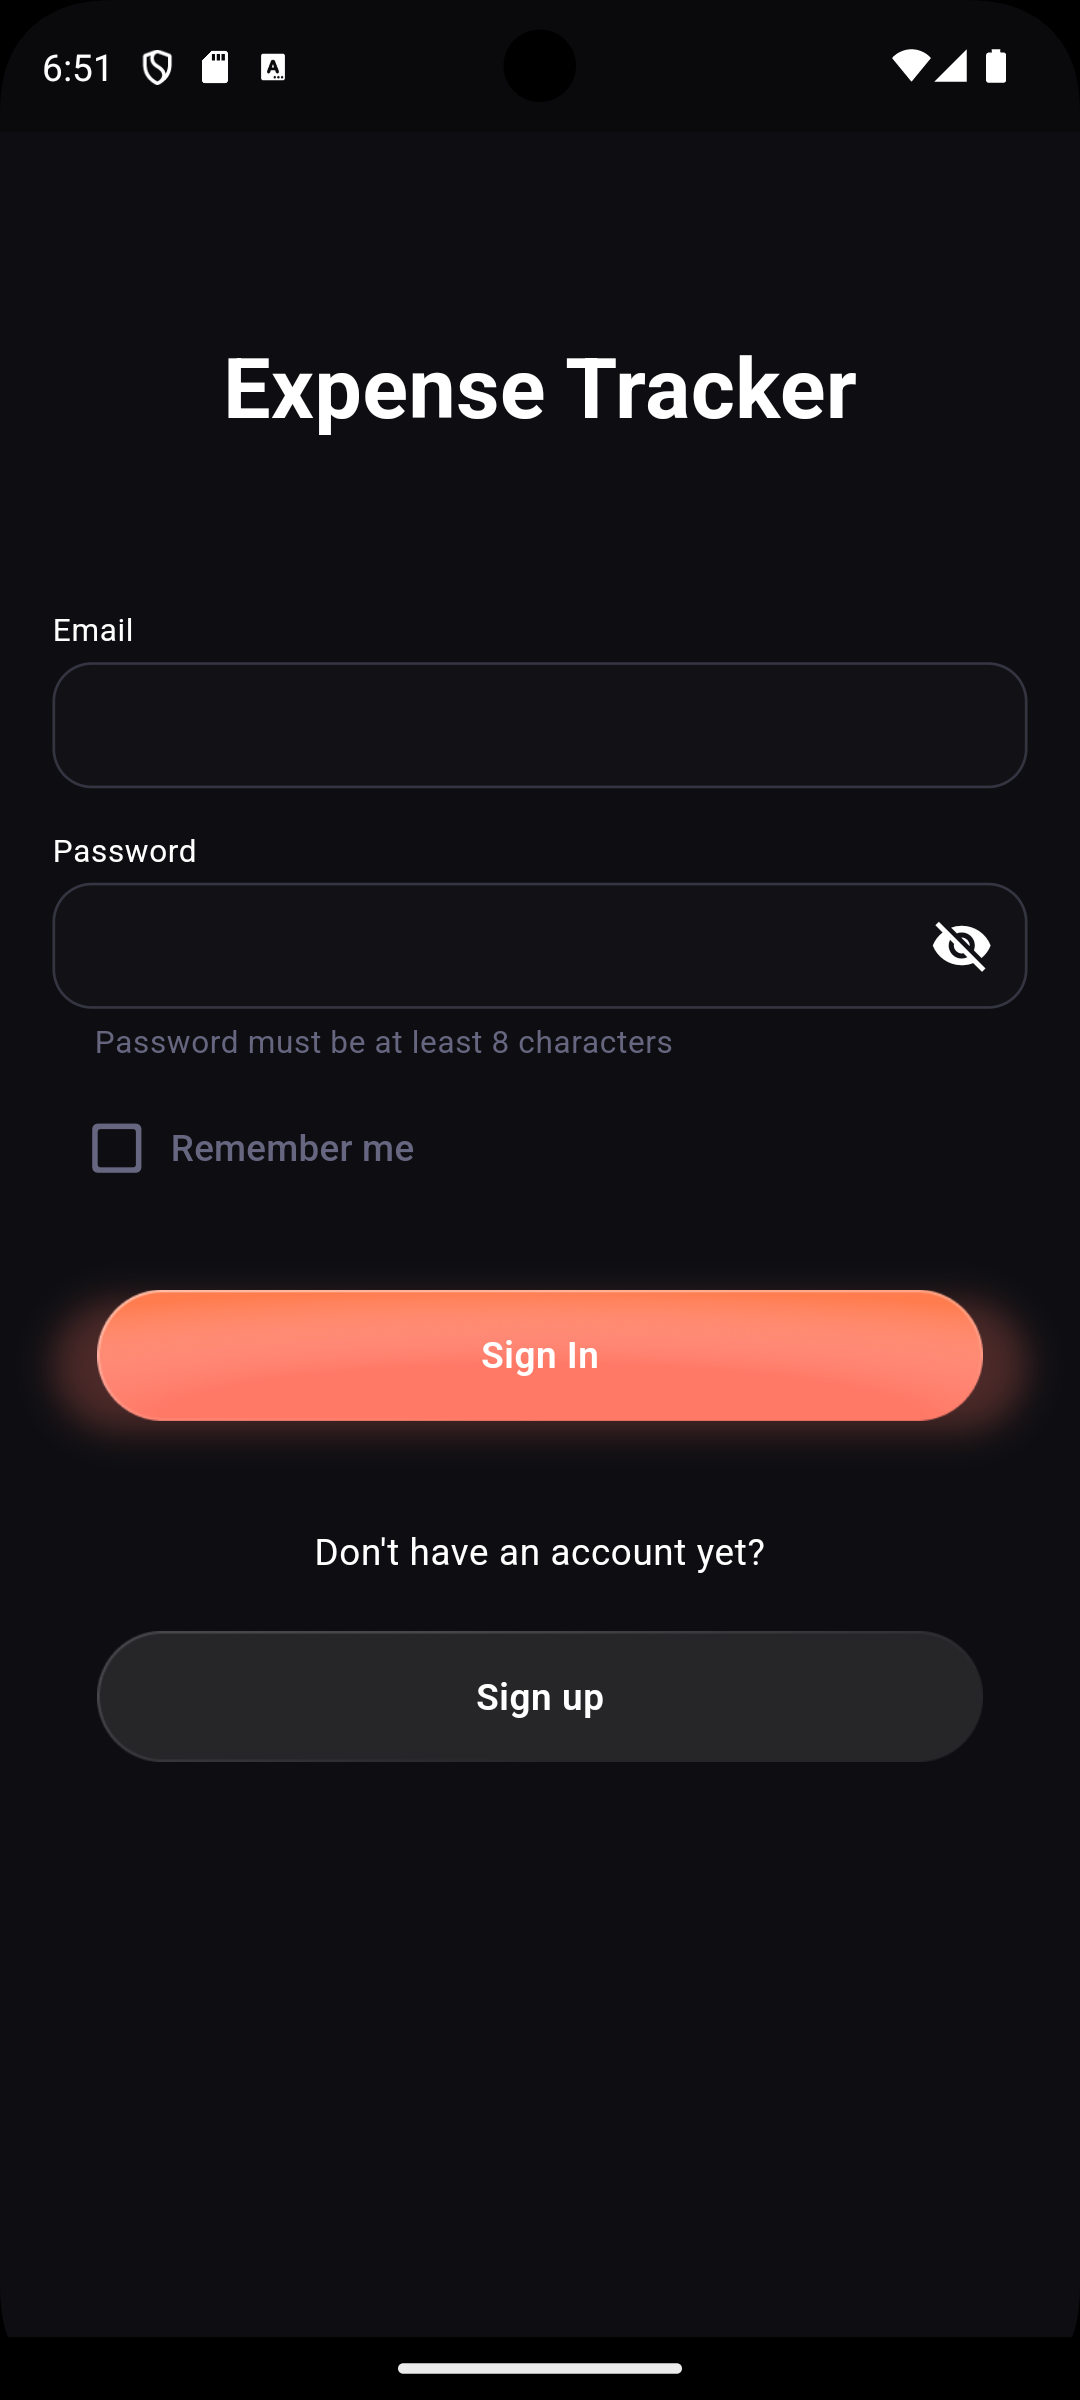 6:51
Expense Tracker
Email
Password
Password must be at least 8 characters
Remember me
Sign In
Don't have an account yet?
Sign up